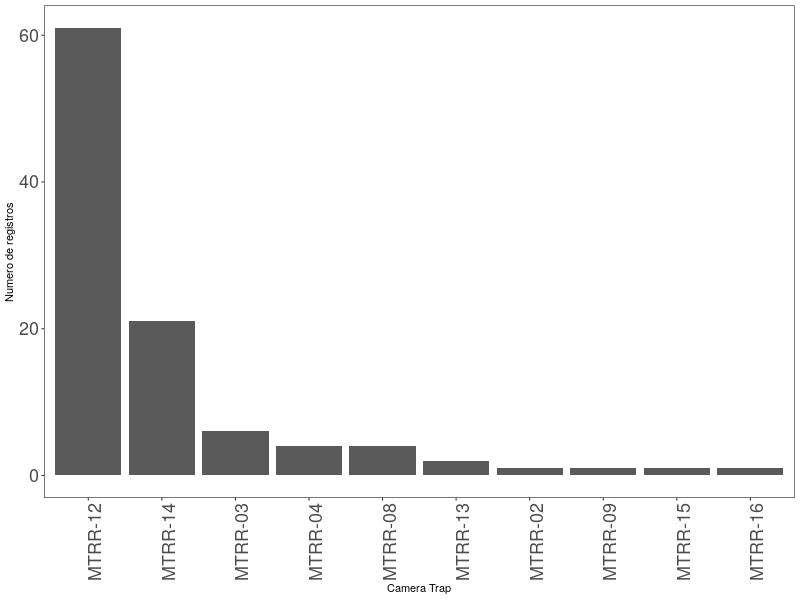 60
40
20
0
Numero de registros
MTRR-12
MTRR-14
MTRR-03
MTRR-04
MTRR-08
MTRR-13
MTRR-02
MTRR-09
MTRR-15
MTRR-16
Camera Trap